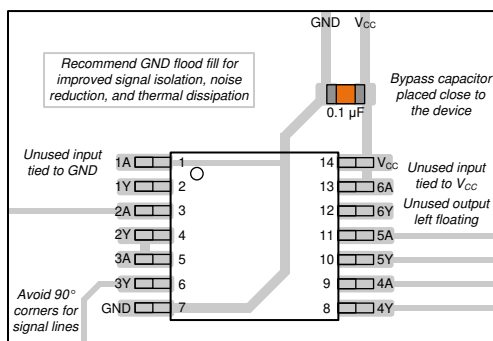 GND VCC
Recommend GND flood fill for
improved signal isolation, noise
reduction, and thermal dissipation
Bypass capacitor
placed close to
the device
0.1 µF
Unused input
tied to GND
1A 1 14 VCC
1Y 2 13 6A
2A 3 12 6Y
2Y 4 11 5A
3A 5 10 5Y
3Y 6 9 4A
GND 7 8 4Y
Unused input
tied to VCC
Unused output
left floating
Avoid 90°
corners for
signal lines